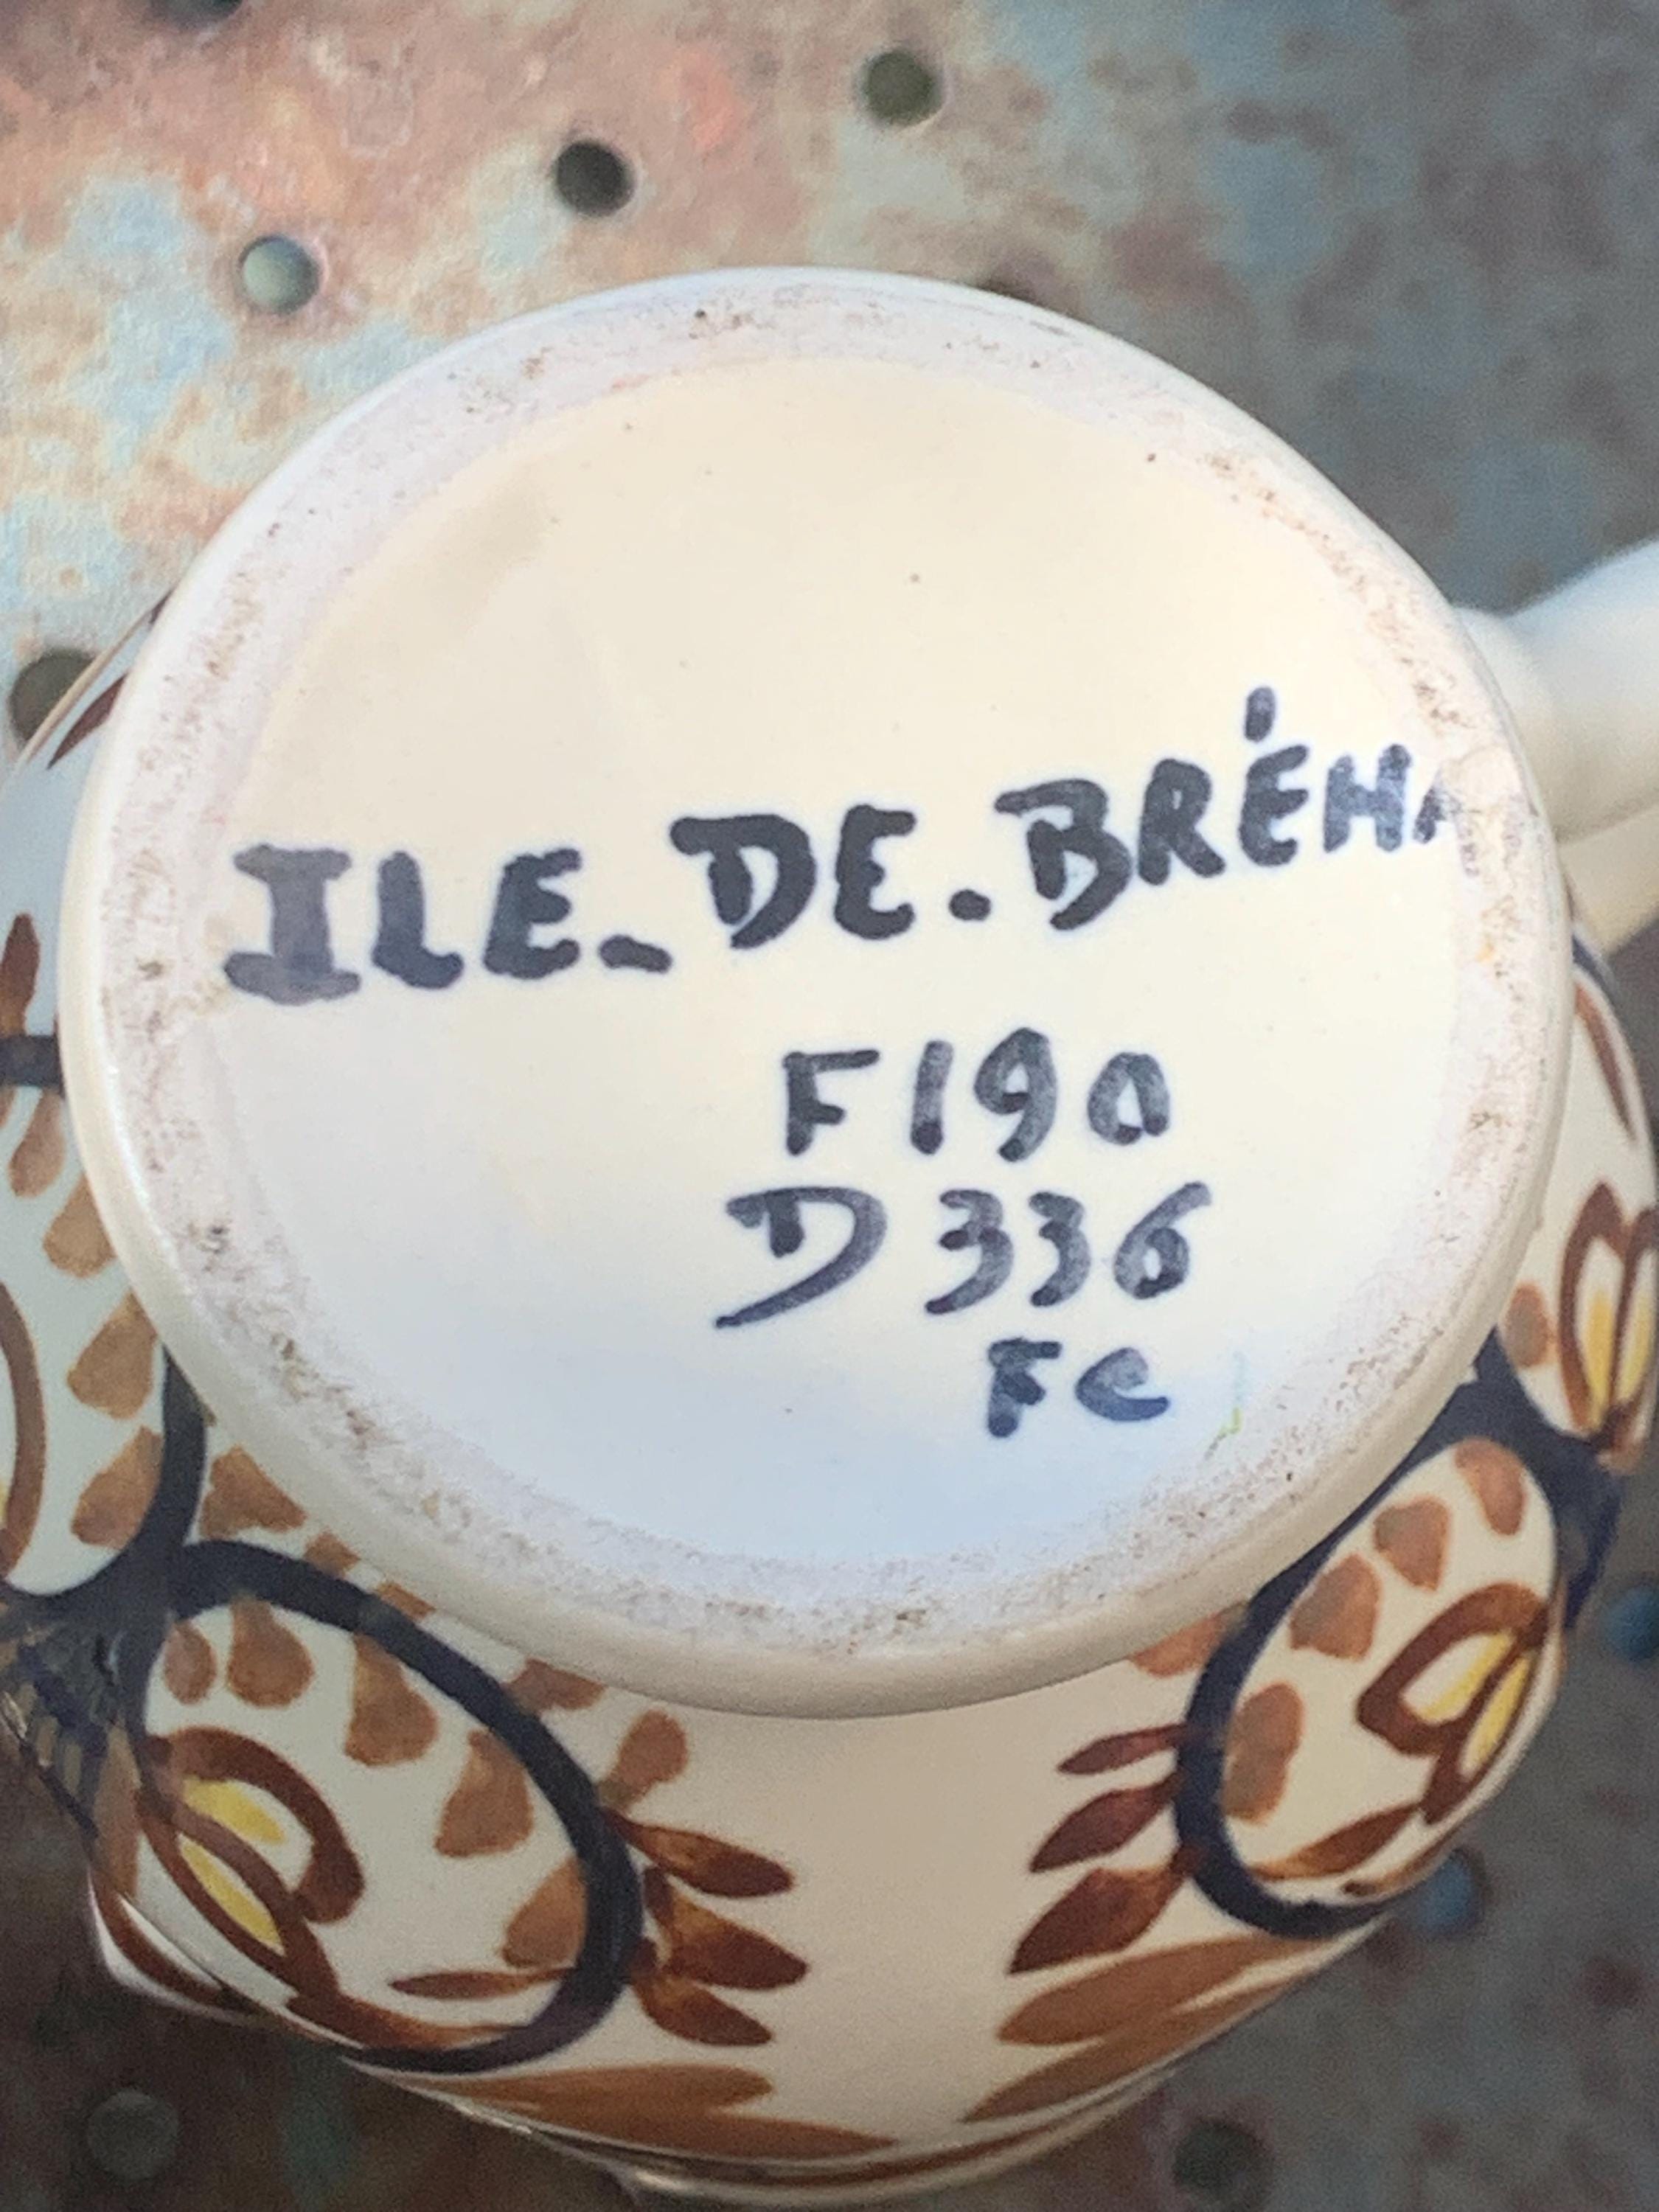 ILE_DE.BRÉHA
F190
D336
FC